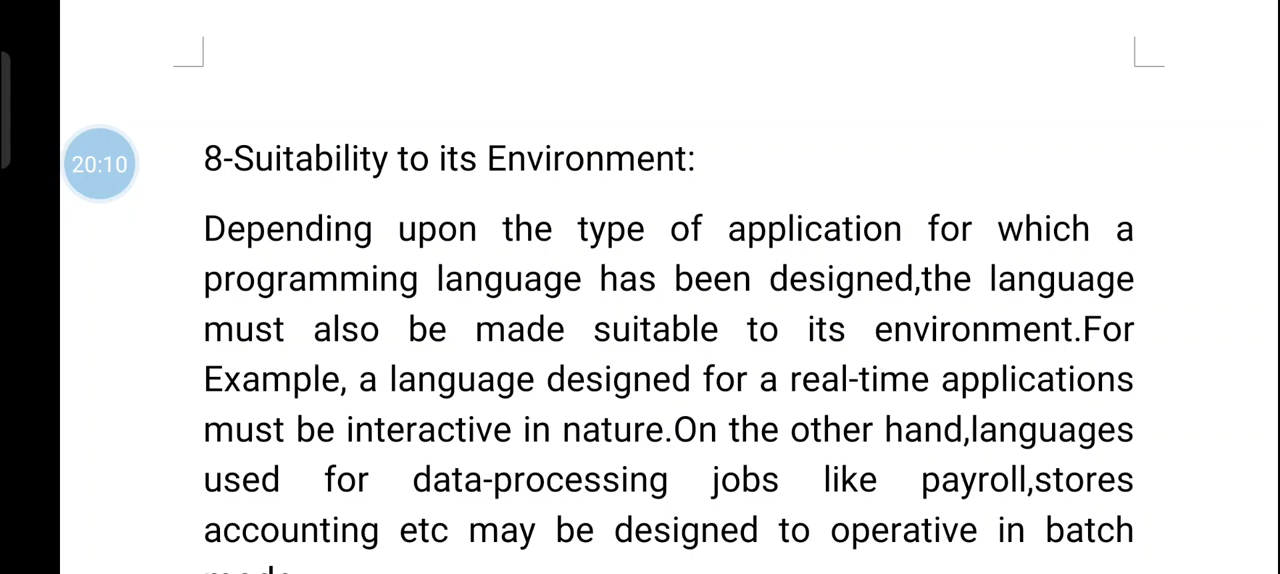 8-Suitability to its Environment:
20:10
Depending upon the type of application for which a
programming language has been designed,the language
must also be made suitable to its environment.For
Example, a language designed for a real-time applications
must be interactive in nature.On the other hand,languages
used for data-processing jobs like payroll,stores
accounting etc may be designed to operative in batch